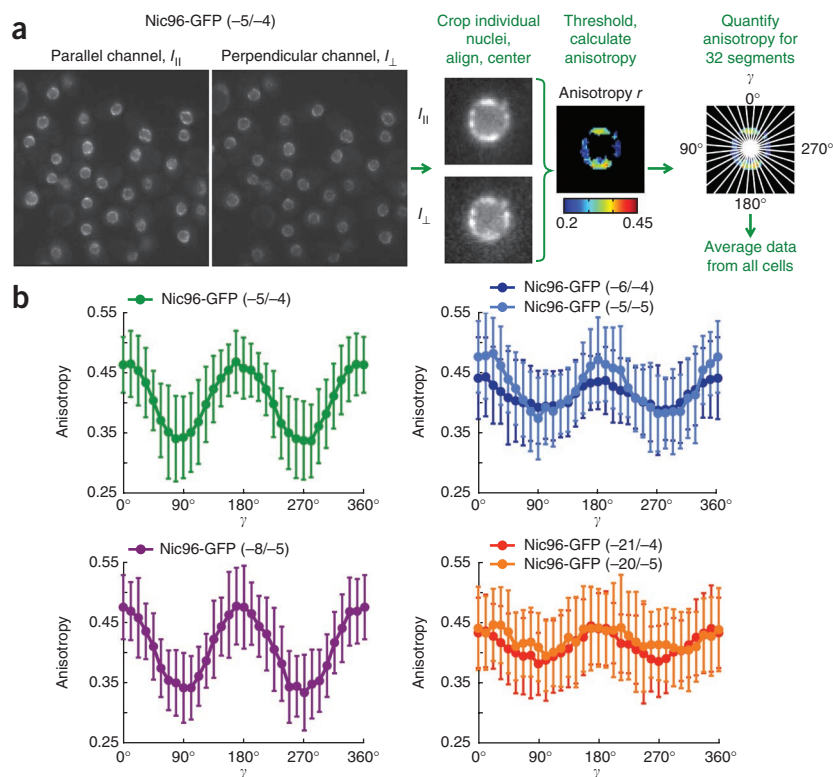 a
Nic96-GFP (–5/–4)
Parallel channel, I||
Perpendicular channel, I⊥
Crop individual
nuclei,
align, center
I||
I⊥
Threshold,
calculate
anisotropy
Anisotropy r
0.2
0.45
Quantify
anisotropy for
32 segments
γ
0°
90°
270°
180°
Average data
from all cells
b
Nic96-GFP (–5/–4)
0.55
0.45
0.35
0.25
Anisotropy
0°
90°
180°
270°
360°
γ
Nic96-GFP (–6/–4)
Nic96-GFP (–5/–5)
0.55
0.45
0.35
0.25
Anisotropy
0°
90°
180°
270°
360°
γ
Nic96-GFP (–8/–5)
0.55
0.45
0.35
0.25
Anisotropy
0°
90°
180°
270°
360°
γ
Nic96-GFP (–21/–4)
Nic96-GFP (–20/–5)
0.55
0.45
0.35
0.25
Anisotropy
0°
90°
180°
270°
360°
γ